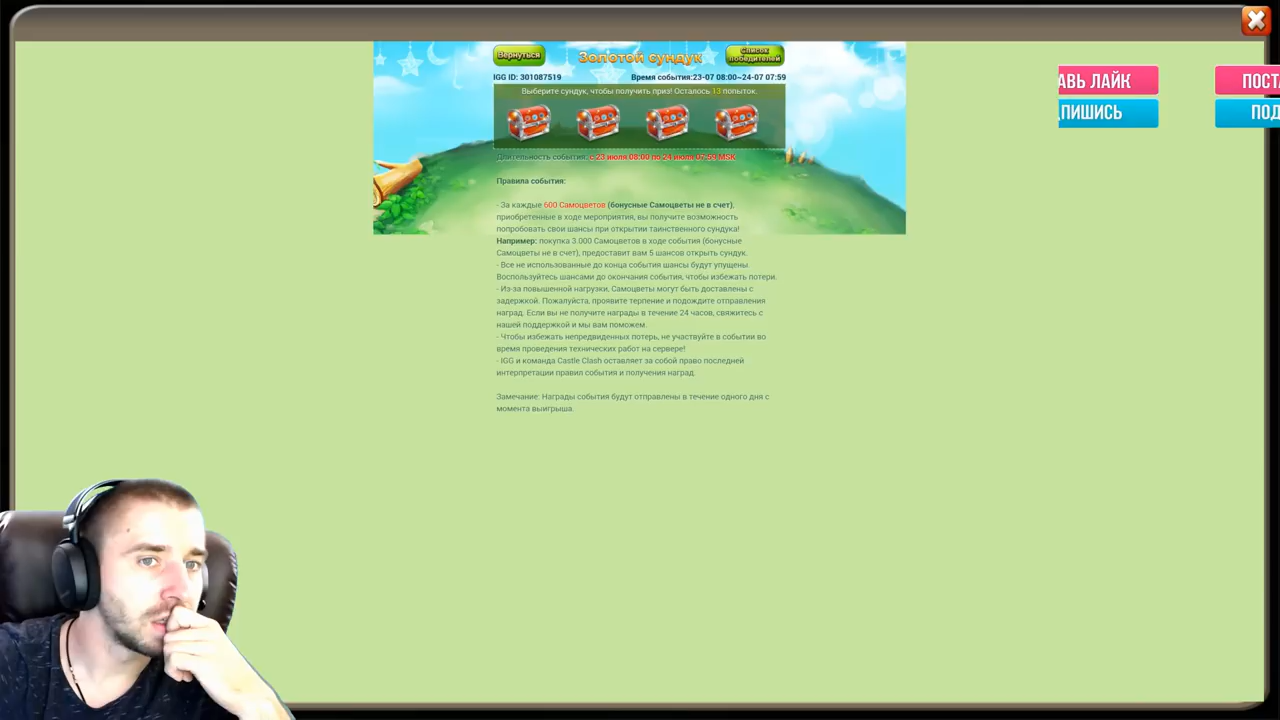 Вернуться
Золотой сундук
Список победителей
IGG ID: 301087519
Время события:23-07 08:00~24-07 07:59
Выберите сундук, чтобы получить приз! Осталось 13 попыток.
Длительность события: с 23 июля 08:00 по 24 июля 07:59 MSK
Правила события:
- За каждые 600 Самоцветов (бонусные Самоцветы не в счет),
приобретенные в ходе мероприятия, вы получите возможность
попробовать свои шансы при открытии таинственного сундука!
Например: покупка 3.000 Самоцветов в ходе события (бонусные
Самоцветы не в счет), предоставит вам 5 шансов открыть сундук.
- Все не использованные до конца события шансы будут упущены.
Воспользуйтесь шансами до окончания события, чтобы избежать потери.
- Из-за повышенной нагрузки, Самоцветы могут быть доставлены с
задержкой. Пожалуйста, проявите терпение и подождите отправления
наград. Если вы не получите награды в течение 24 часов, свяжитесь с
нашей поддержкой и мы вам поможем.
- Чтобы избежать непредвиденных потерь, не участвуйте в событии во
время проведения технических работ на сервере!
- IGG и команда Castle Clash оставляет за собой право последней
интерпретации правил события и получения наград.
Замечание: Награды события будут отправлены в течение одного дня с
момента выигрыша.
АВЬ ЛАЙК
ПОСТА
ПИШИСЬ
ПОД